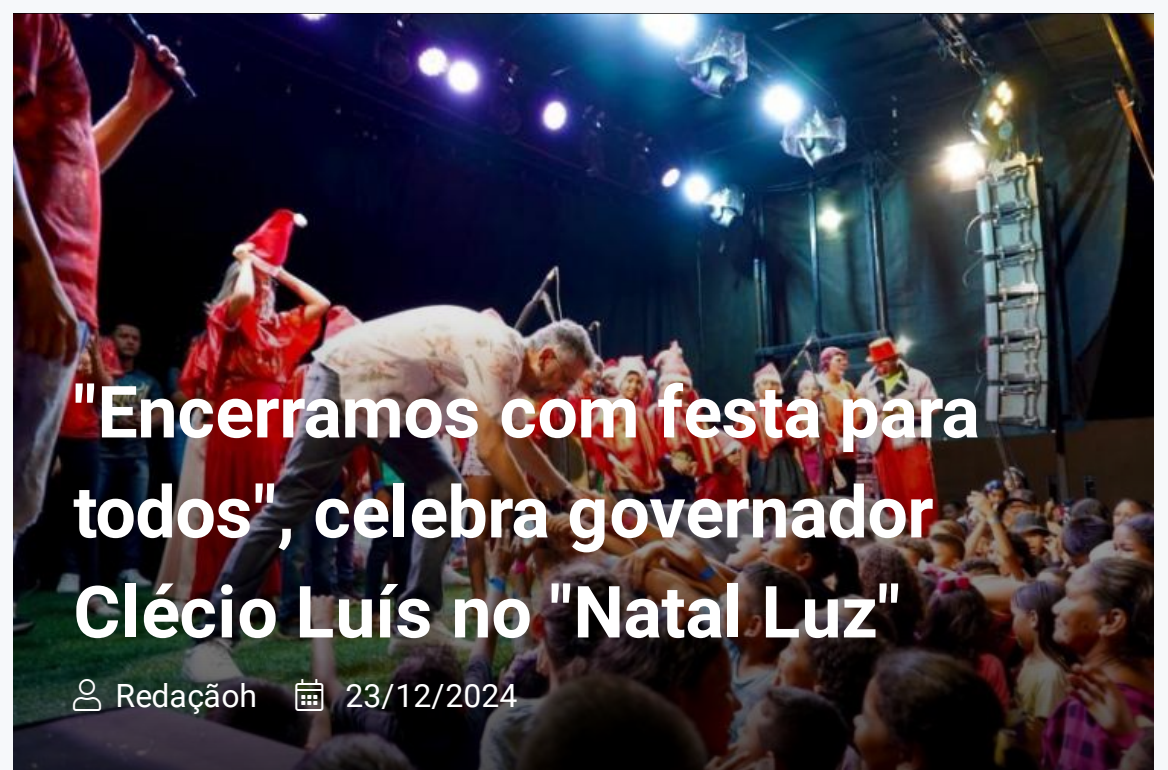 "Encerramos com festa para
todos", celebra governador
Clécio Luís no "Natal Luz"
Redaçãoh 23/12/2024